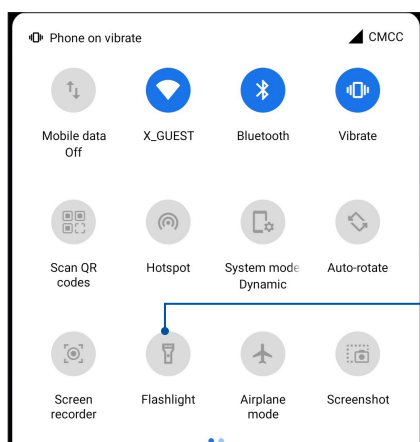 Phone on vibrate CMCC
Mobile data X_GUEST Bluetooth Vibrate
Off
Scan QR Hotspot System mode Auto-rotate
codes Dynamic
Screen Flashlight Airplane Screenshot
recorder mode